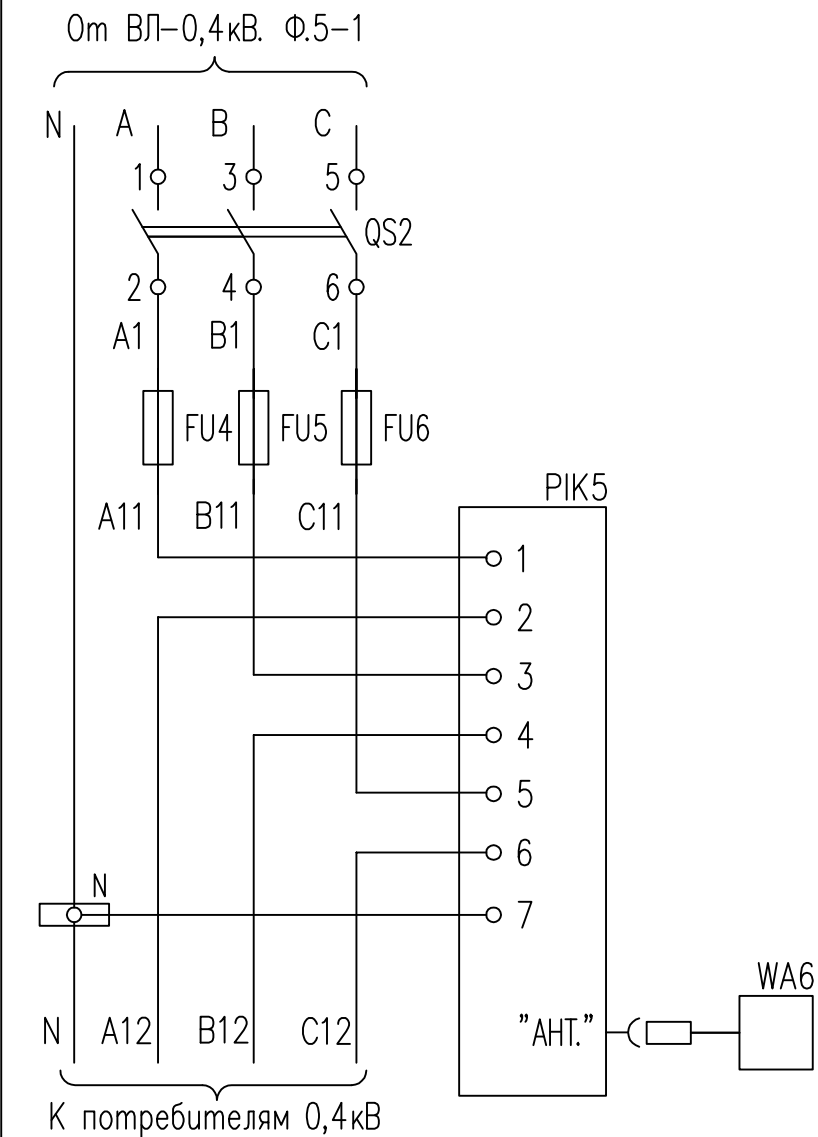 От ВЛ-0,4кВ. Ф.5-1
N A B C
1 3 5
QS2
2 4 6
A1 B1 C1
FU4 FU5 FU6
PIK5
A11 B11 C11
1
2
3
4
5
6
N
7
WA6
N A12 B12 C12 "АНТ."
К потребителям 0,4кВ